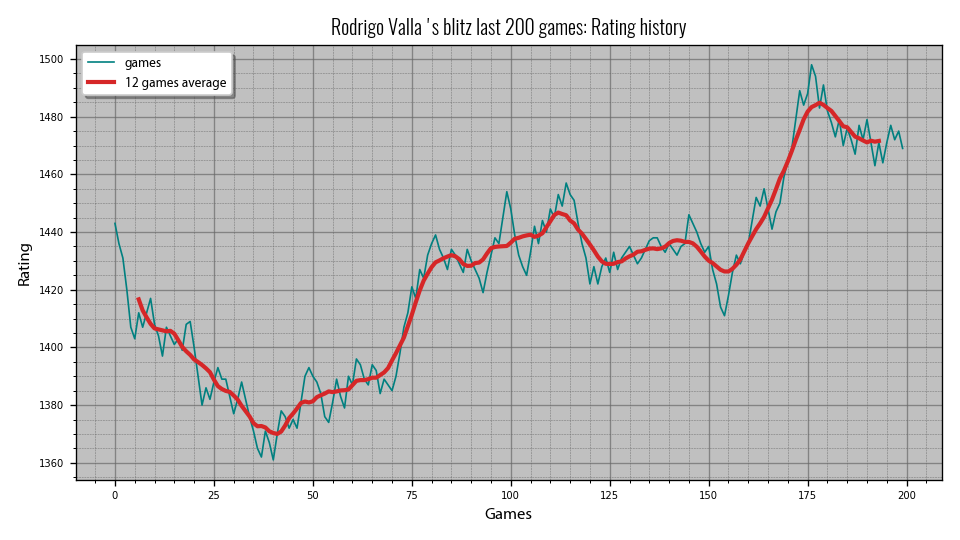 Rodrigo Valla 's blitz last 200 games: Rating history
games
12 games average
Rating
1500
1480
1460
1440
1420
1400
1380
1360
0 25 50 75 100 125 150 175 200
Games